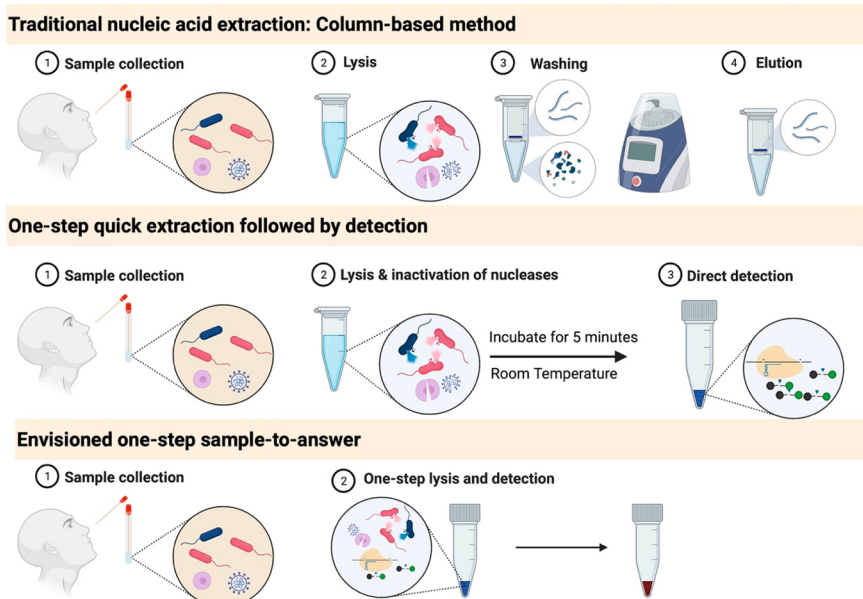 Traditional nucleic acid extraction: Column-based method
1 Sample collection
2 Lysis
3 Washing
4 Elution
One-step quick extraction followed by detection
1 Sample collection
2 Lysis & inactivation of nucleases
3 Direct detection
Incubate for 5 minutes
Room Temperature
Envisioned one-step sample-to-answer
1 Sample collection
2 One-step lysis and detection